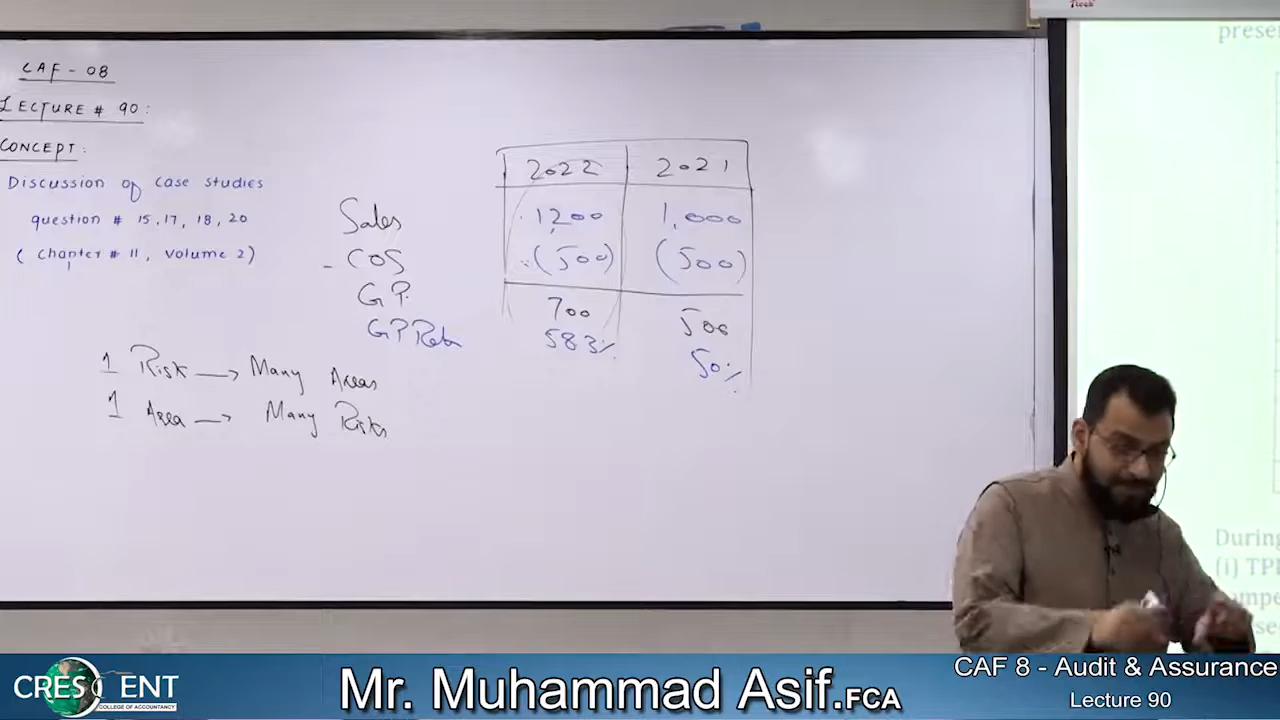 CAF - 08
LECTURE # 90:
CONCEPT:
Discussion of case studies
question # 15, 17, 18, 20
( Chapter # 11, Volume 2 )
2022 2021
Sales 1200 1,000
- COS (500) (500)
GP. 700 500
GP Rate 583% 50%
1 Risk → Many Areas
1 Area → Many Risks
During
(i)
CRESCENT
COLLEGE OF ACCOUNTANCY
Mr. Muhammad Asif.FCA
CAF 8 - Audit & Assurance
Lecture 90